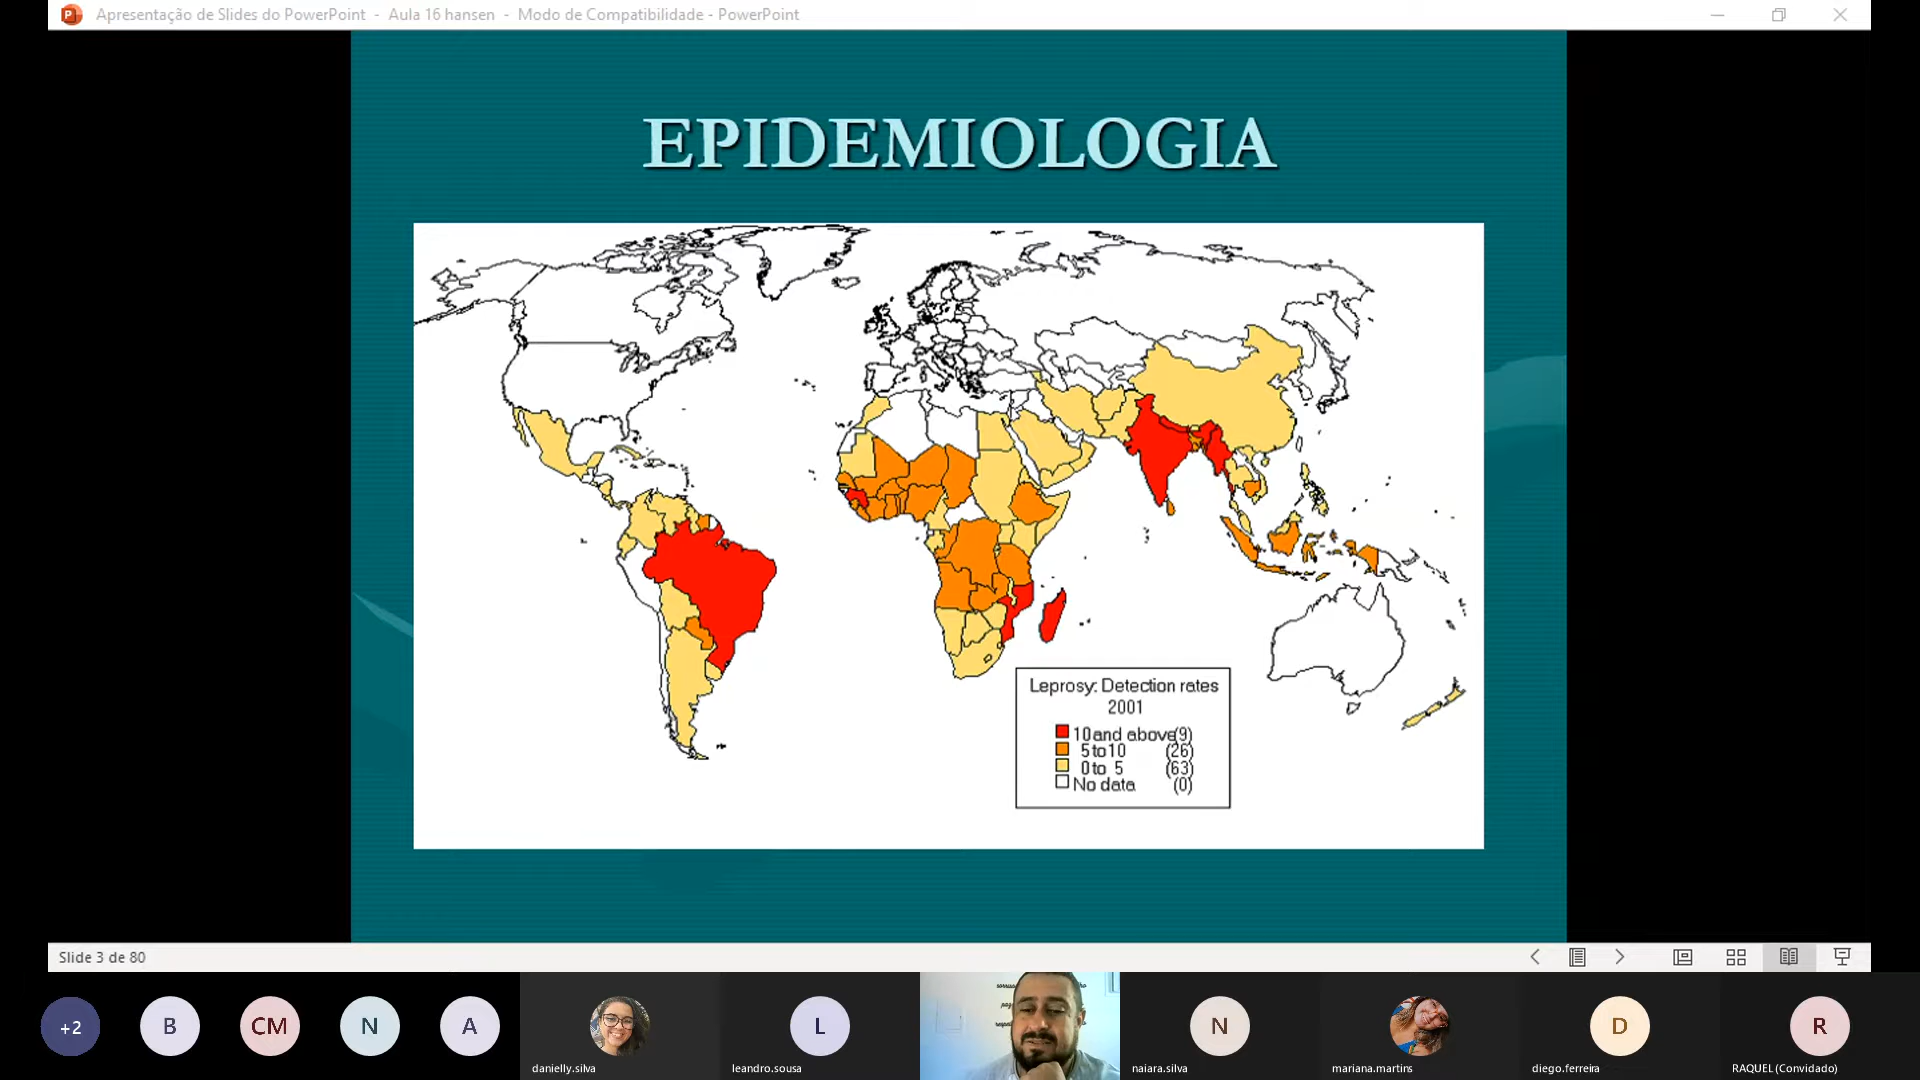 Apresentação de Slides do PowerPoint - Aula 16 hansen - Modo de Compatibilidade - PowerPoint
EPIDEMIOLOGIA
Leprosy: Detection rates
2001
10 and above (9)
5 to 10 (26)
0 to 5 (63)
No data (0)
Slide 3 de 80
+2
B
CM
N
A
L
N
D
R
danielly.silva
leandro.sousa
naiara.silva
mariana.martins
diego.ferreira
RAQUEL (Convidado)